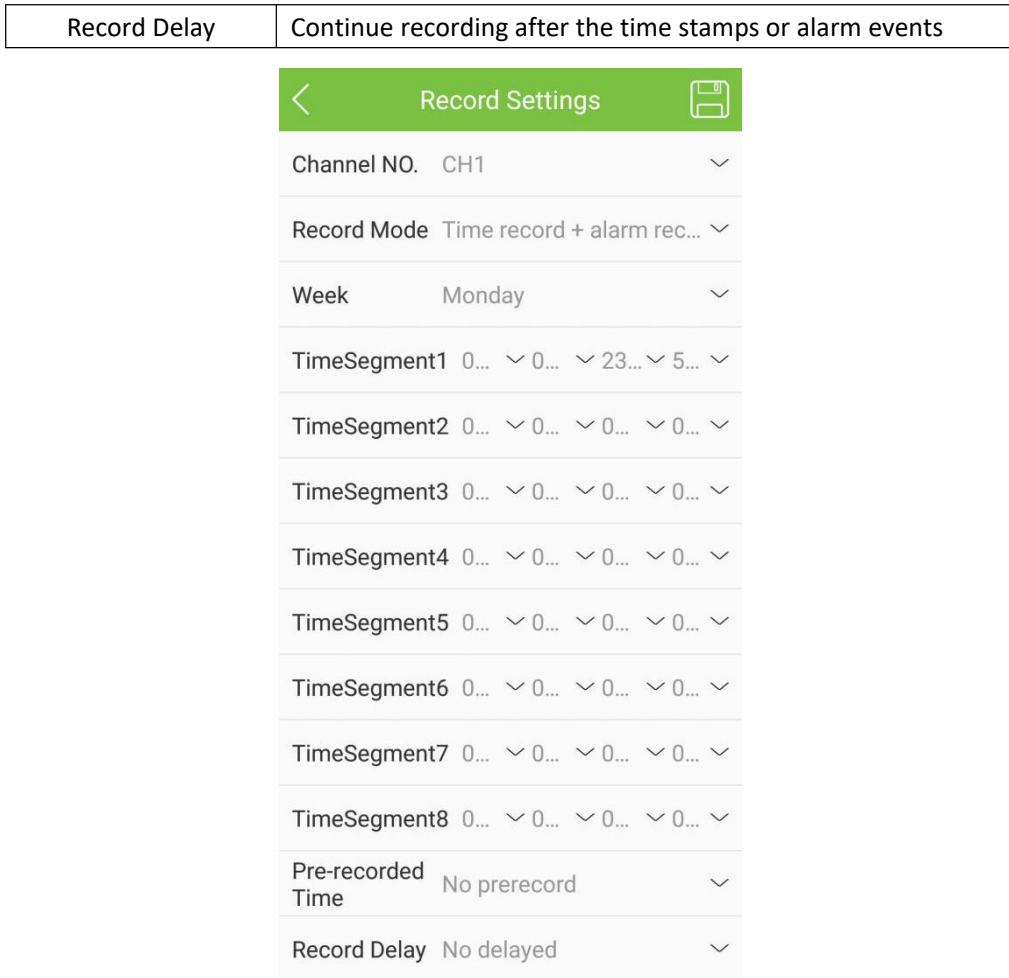 Record Delay Continue recording after the time stamps or alarm events
Record Settings
Channel NO. CH1
Record Mode Time record + alarm rec...
Week Monday
TimeSegment1 0... 0... 23... 5...
TimeSegment2 0... 0... 0... 0...
TimeSegment3 0... 0... 0... 0...
TimeSegment4 0... 0... 0... 0...
TimeSegment5 0... 0... 0... 0...
TimeSegment6 0... 0... 0... 0...
TimeSegment7 0... 0... 0... 0...
TimeSegment8 0... 0... 0... 0...
Pre-recorded
Time No prerecord
Record Delay No delayed